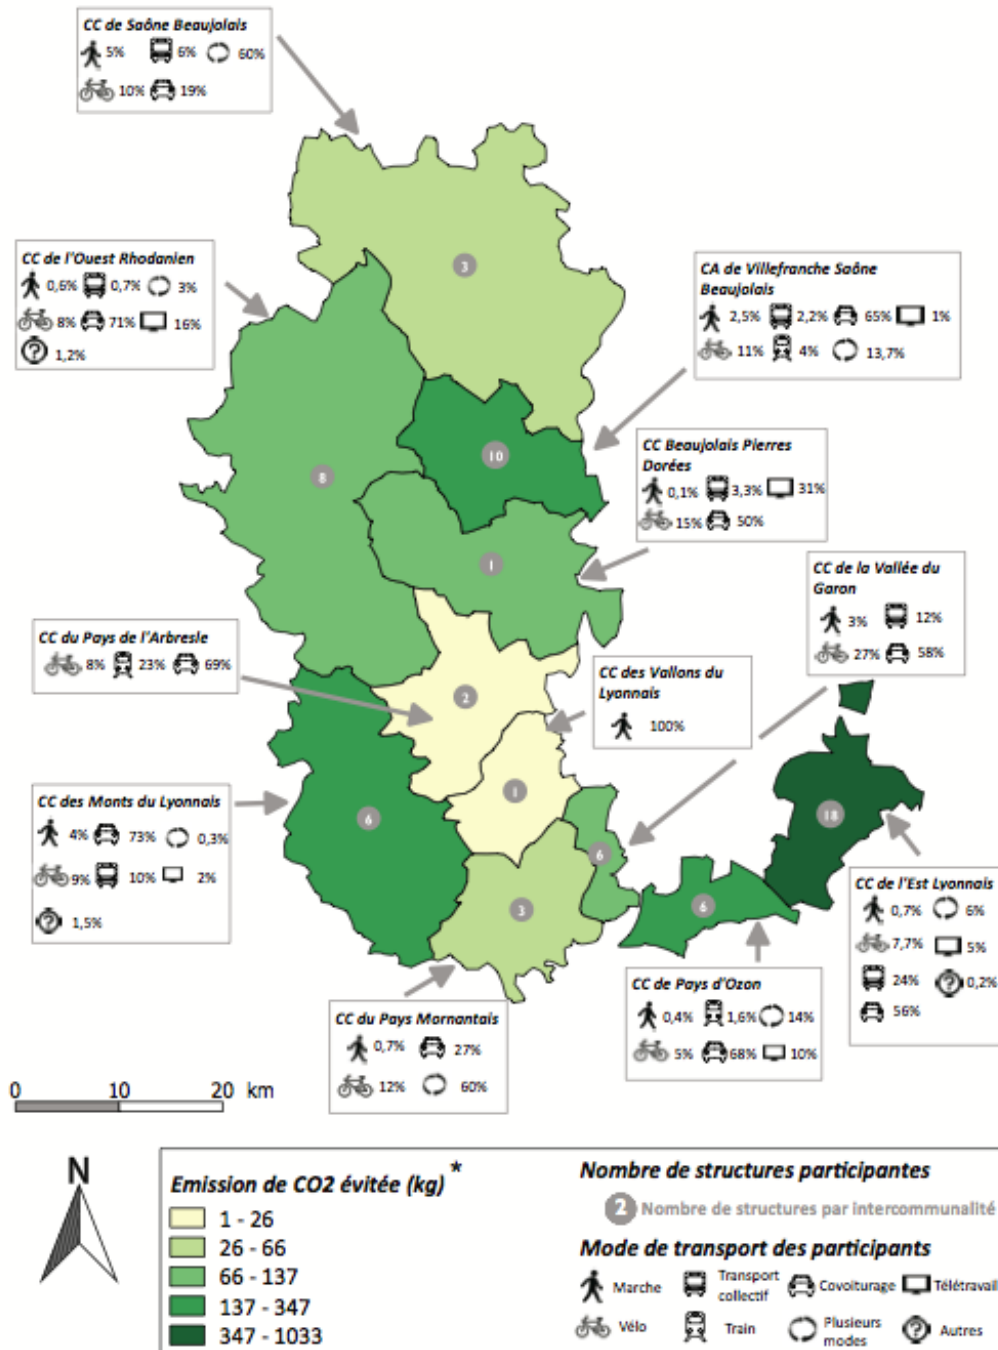 CC de Saône Beaujolais
5% 6% 60%
10% 19%
CC de l'Ouest Rhodanien
0,6% 0,7% 3%
8% 71% 16%
1,2%
CA de Villefranche Saône
Beaujolais
2,5% 2,2% 65% 1%
11% 4% 13,7%
CC Beaujolais Pierres
Dorées
0,1% 3,3% 31%
15% 50%
CC de la Vallée du
Garon
3% 12%
27% 58%
CC du Pays de l'Arbresle
8% 23% 69%
CC des Vallons du
Lyonnais
100%
CC des Monts du Lyonnais
4% 73% 0,3%
9% 10% 2%
1,5%
CC de l'Est Lyonnais
0,7% 6%
7,7% 5%
24% 0,2%
56%
CC de Pays d'Ozon
0,4% 1,6% 14%
5% 68% 10%
CC du Pays Mornantais
0,7% 27%
12% 60%
3
10
8
1
2
1
6
6
18
6
3
0 10 20 km
N
Emission de CO2 évitée (kg) *
1 - 26
26 - 66
66 - 137
137 - 347
347 - 1033
Nombre de structures participantes
2 Nombre de structures par intercommunalité
Mode de transport des participants
Marche
Transport
collectif
Covoiturage
Télétravail
Vélo
Train
Plusieurs
modes
Autres
?
?
?
?